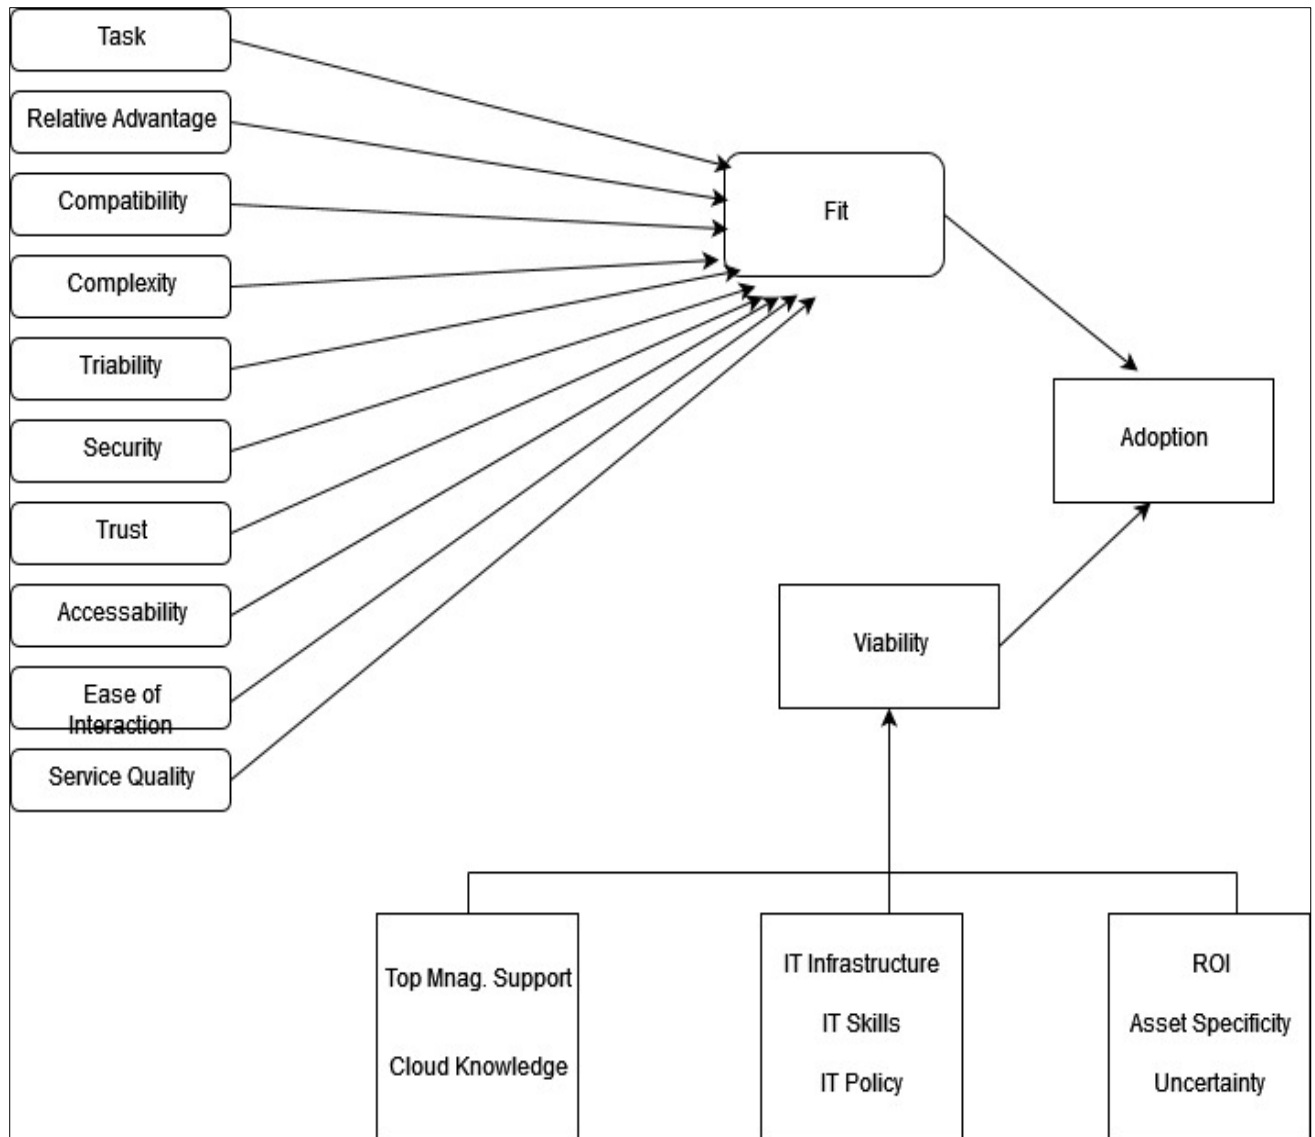 Task
Relative Advantage
Compatibility
Complexity
Triability
Security
Trust
Accessability
Ease of
Interaction
Service Quality
Fit
Adoption
Viability
Top Mnag. Support
Cloud Knowledge
IT Infrastructure
IT Skills
IT Policy
ROI
Asset Specificity
Uncertainty